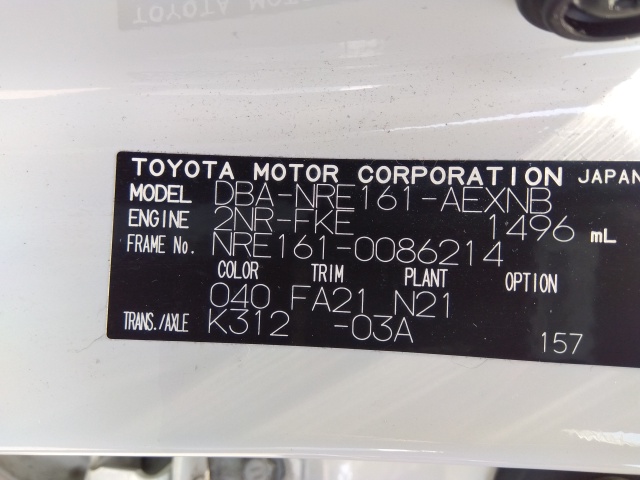 TOYOTA MOTOR CORPORATION JAPAN
MODEL DBA-NRE161-AEXNB
ENGINE 2NR-FKE 1496 mL
FRAME No. NRE161-0086214
COLOR TRIM PLANT OPTION
040 FA21 N21
TRANS./AXLE K312 -03A
157